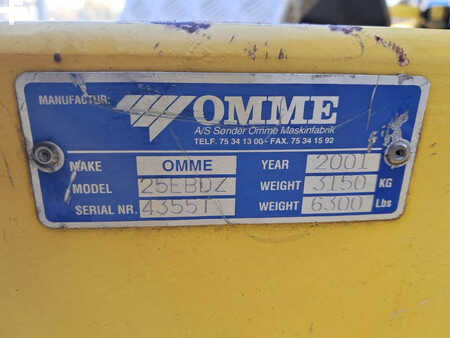 MANUFACTUR:
OMME
A/S Sønder Omme Maskinfabrik
TELF. 75 34 13 00 - FAX. 75 34 15 92
MAKE OMME YEAR 2001
MODEL 25EBDZ WEIGHT 3150 KG
SERIAL NR. 43551 WEIGHT 6300 Lbs